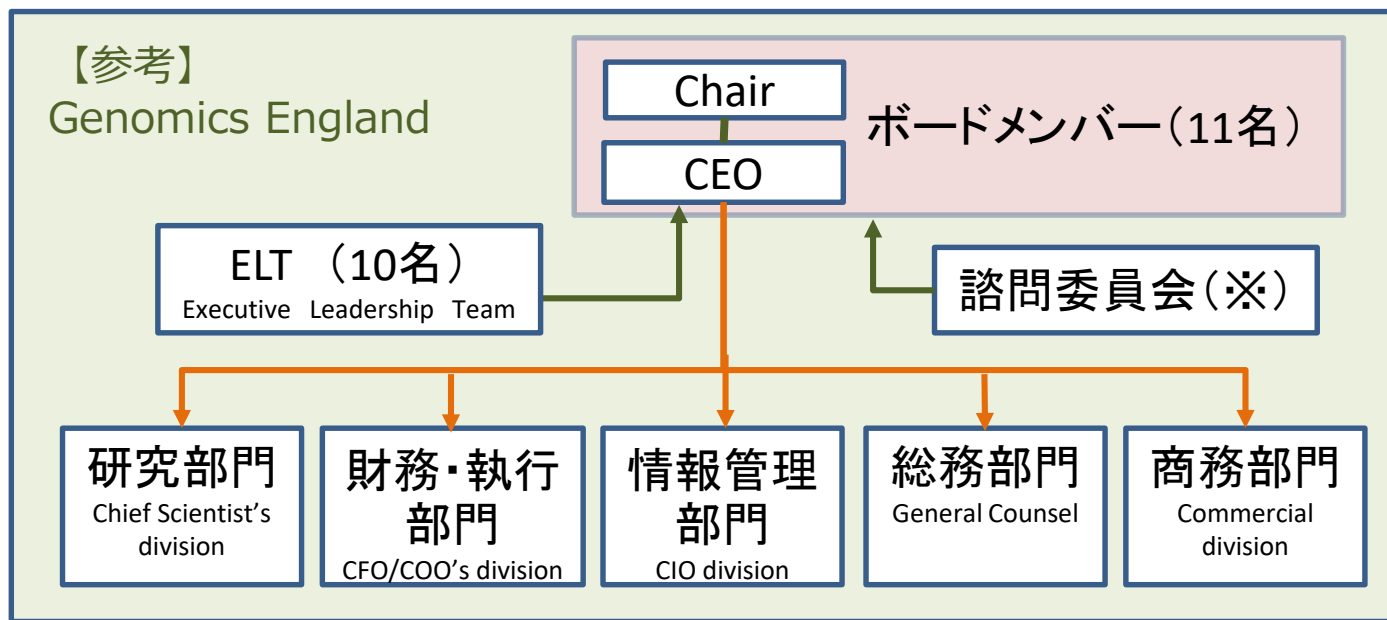 【参考】
Genomics England
Chair
CEO
ボードメンバー（11名）
ELT （10名）
Executive Leadership Team
諮問委員会（※）
研究部門
Chief Scientist’s
division
財務・執行
部門
CFO/COO’s division
情報管理
部門
CIO division
総務部門
General Counsel
商務部門
Commercial
division